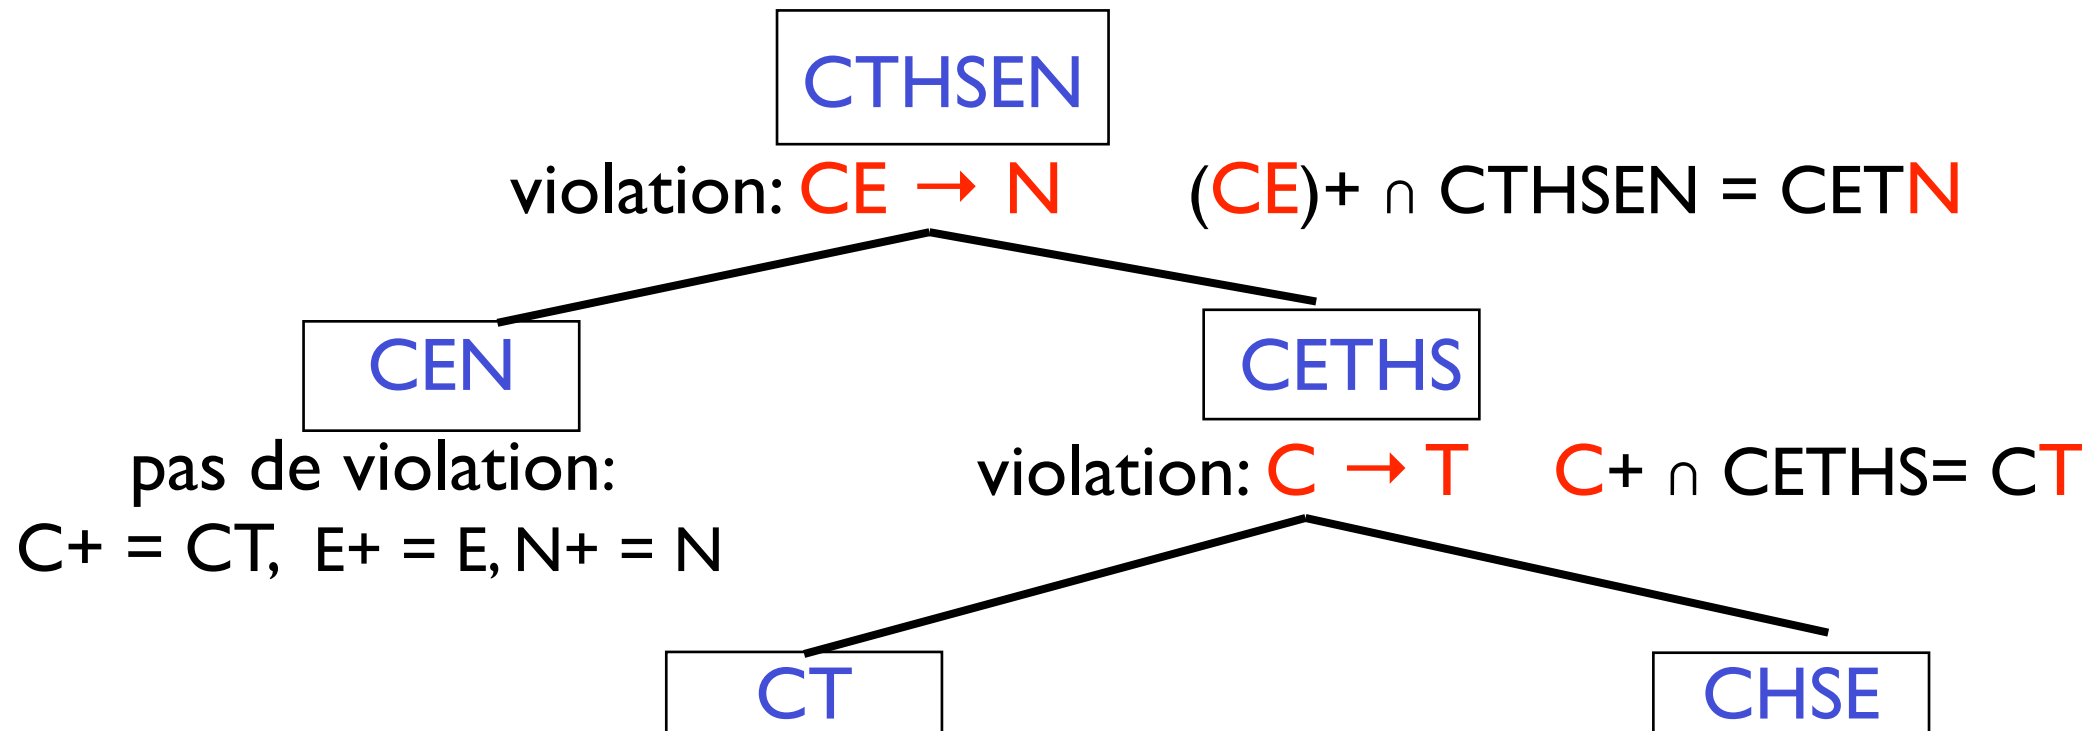 CTHSEN
violation: CE → N (CE)+ ∩ CTHSEN = CETN
CEN
CETHS
pas de violation:
violation: C → T C+ ∩ CETHS= CT
C+ = CT, E+ = E, N+ = N
CT
CHSE